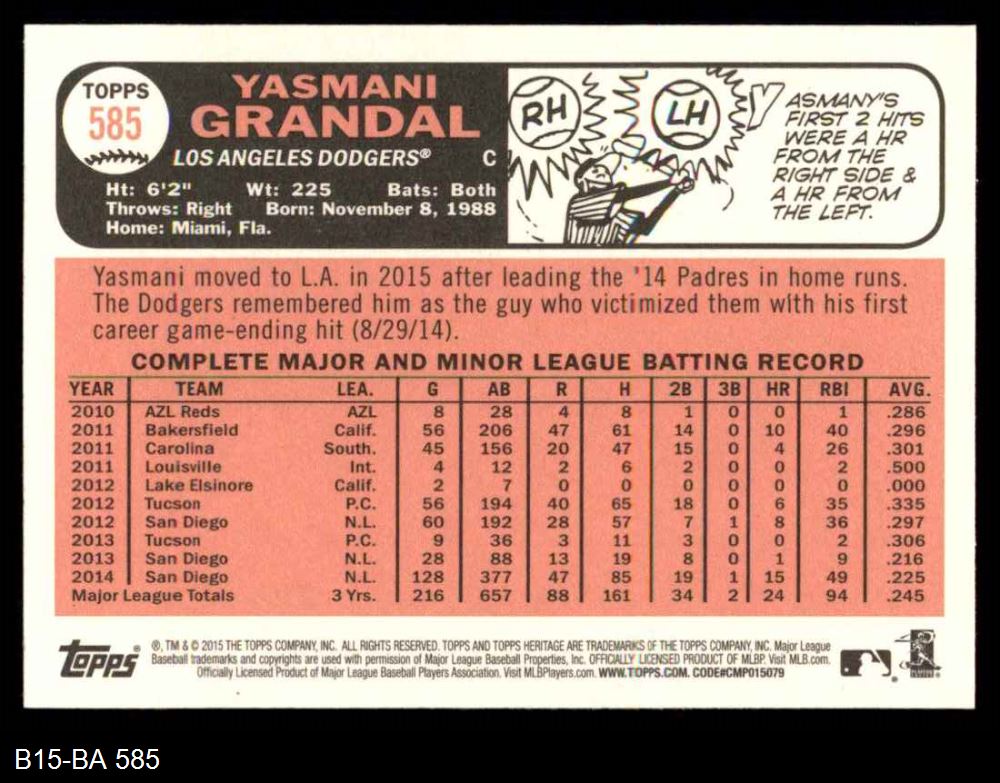 TOPPS
585
YASMANI
GRANDAL
LOS ANGELES DODGERS® C
Ht: 6'2" Wt: 225 Bats: Both
Throws: Right Born: November 8, 1988
Home: Miami, Fla.
RH
LH
YASMANY'S
FIRST 2 HITS
WERE A HR
FROM THE
RIGHT SIDE &
A HR FROM
THE LEFT.
Yasmani moved to L.A. in 2015 after leading the '14 Padres in home runs.
The Dodgers remembered him as the guy who victimized them with his first
career game-ending hit (8/29/14).
COMPLETE MAJOR AND MINOR LEAGUE BATTING RECORD
YEAR TEAM LEA. G AB R H 2B 3B HR RBI AVG.
2010 AZL Reds AZL 8 28 4 8 1 0 0 1 .286
2011 Bakersfield Calif. 56 206 47 61 14 0 10 40 .296
2011 Carolina South. 45 156 20 47 15 0 4 26 .301
2011 Louisville Int. 4 12 2 6 2 0 0 2 .500
2012 Lake Elsinore Calif. 2 7 0 0 0 0 0 0 .000
2012 Tucson P.C. 56 194 40 65 18 0 6 35 .335
2012 San Diego N.L. 60 192 28 57 7 1 8 36 .297
2013 Tucson P.C. 9 36 3 11 3 0 0 2 .306
2013 San Diego N.L. 28 88 13 19 8 0 1 9 .216
2014 San Diego N.L. 128 377 47 85 19 1 15 49 .225
Major League Totals 3 Yrs. 216 657 88 161 34 2 24 94 .245
topps®
®, TM & © 2015 THE TOPPS COMPANY, INC. ALL RIGHTS RESERVED. TOPPS AND TOPPS HERITAGE ARE TRADEMARKS OF THE TOPPS COMPANY, INC. Major League
Baseball trademarks and copyrights are used with permission of Major League Baseball Properties, Inc. OFFICIALLY LICENSED PRODUCT OF MLBP. Visit MLB.com.
Officially Licensed Product of Major League Baseball Players Association. Visit MLBPlayers.com. WWW.TOPPS.COM. CODE#CMP015079
B15-BA 585